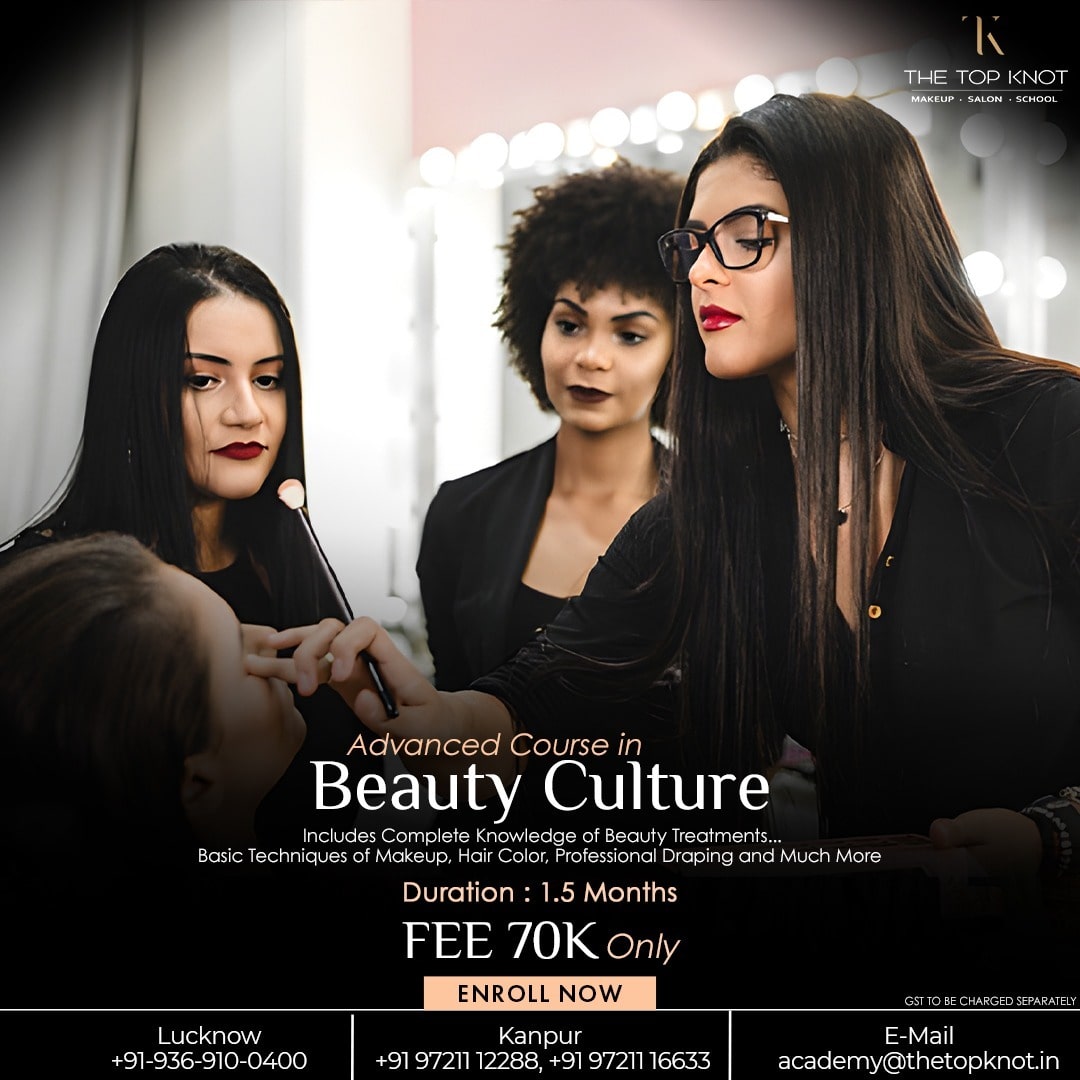 TK
THE TOP KNOT
MAKEUP · SALON · SCHOOL
Advanced Course in
Beauty Culture
Includes Complete Knowledge of Beauty Treatments...
Basic Techniques of Makeup, Hair Color, Professional Draping and Much More
Duration : 1.5 Months
FEE 70K Only
ENROLL NOW
GST TO BE CHARGED SEPARATELY
Lucknow
+91-936-910-0400
Kanpur
+91 97211 12288, +91 97211 16633
E-Mail
academy@thetopknot.in